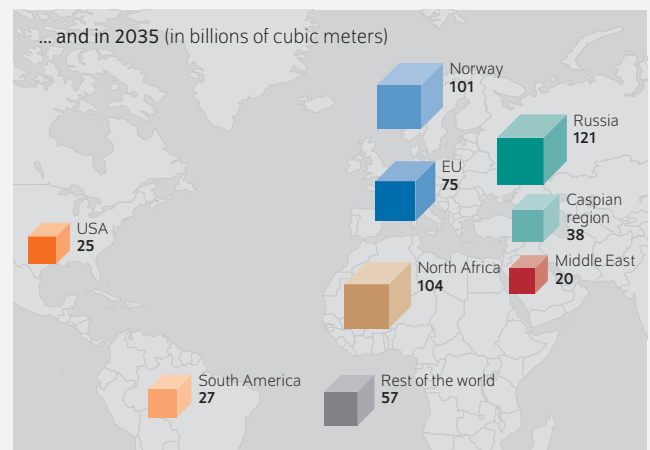 ... and in 2035 (in billions of cubic meters)
Norway
101
Russia
121
EU
75
Caspian
region
38
USA
25
Middle East
20
North Africa
104
South America
27
Rest of the world
57